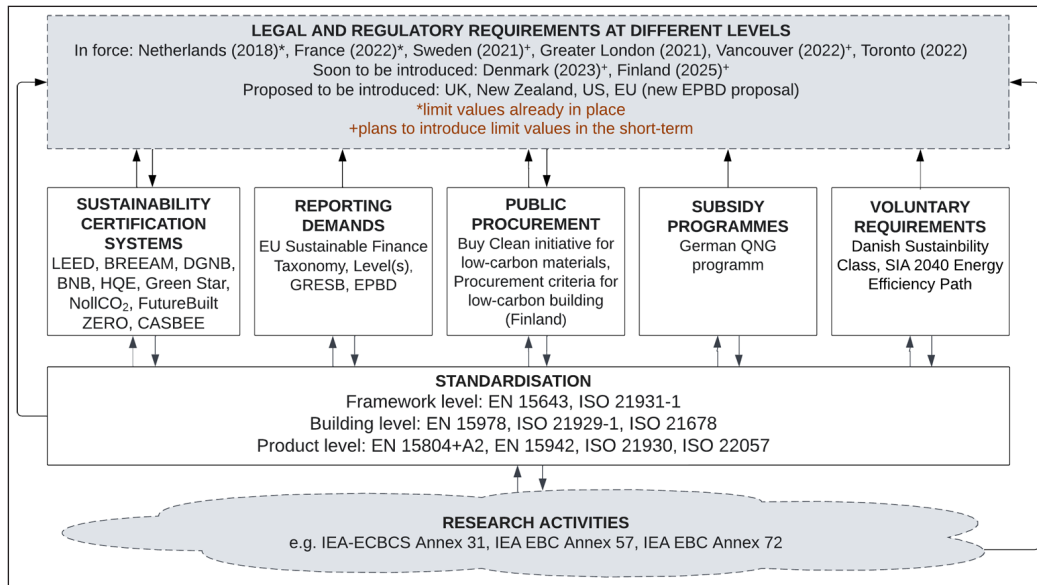 LEGAL AND REGULATORY REQUIREMENTS AT DIFFERENT LEVELS
In force: Netherlands (2018)*, France (2022)*, Sweden (2021)⁺, Greater London (2021), Vancouver (2022)⁺, Toronto (2022)
Soon to be introduced: Denmark (2023)⁺, Finland (2025)⁺
Proposed to be introduced: UK, New Zealand, US, EU (new EPBD proposal)
*limit values already in place
+plans to introduce limit values in the short-term
SUSTAINABILITY
CERTIFICATION
SYSTEMS
LEED, BREEAM, DGNB,
BNB, HQE, Green Star,
NollCO₂, FutureBuilt
ZERO, CASBEE
REPORTING
DEMANDS
EU Sustainable Finance
Taxonomy, Level(s),
GRESB, EPBD
PUBLIC
PROCUREMENT
Buy Clean initiative for
low-carbon materials,
Procurement criteria for
low-carbon building
(Finland)
SUBSIDY
PROGRAMMES
German QNG
programm
VOLUNTARY
REQUIREMENTS
Danish Sustainbility
Class, SIA 2040 Energy
Efficiency Path
STANDARDISATION
Framework level: EN 15643, ISO 21931-1
Building level: EN 15978, ISO 21929-1, ISO 21678
Product level: EN 15804+A2, EN 15942, ISO 21930, ISO 22057
RESEARCH ACTIVITIES
e.g. IEA-ECBCS Annex 31, IEA EBC Annex 57, IEA EBC Annex 72